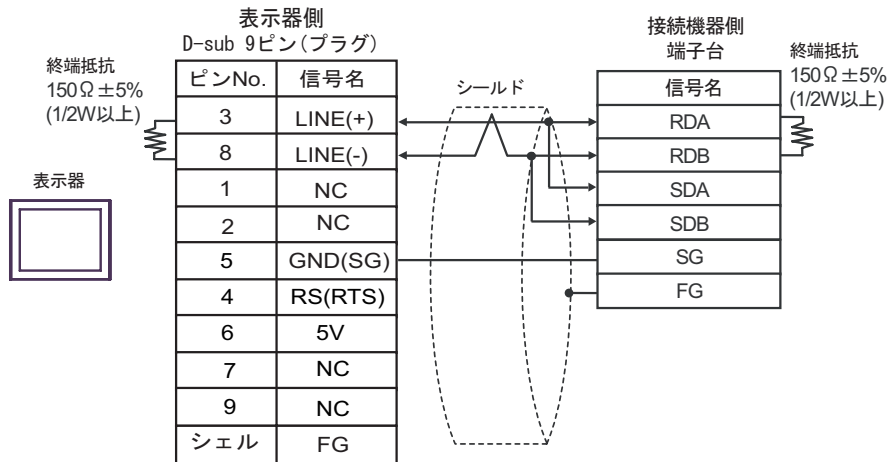 表示器側
D-sub 9ピン(プラグ)
終端抵抗
150Ω±5%
(1/2W以上)
ピンNo. 信号名
3 LINE(+)
8 LINE(-)
1 NC
2 NC
5 GND(SG)
4 RS(RTS)
6 5V
7 NC
9 NC
シェル FG
表示器
シールド
接続機器側
端子台
信号名
RDA
RDB
SDA
SDB
SG
FG
終端抵抗
150Ω±5%
(1/2W以上)